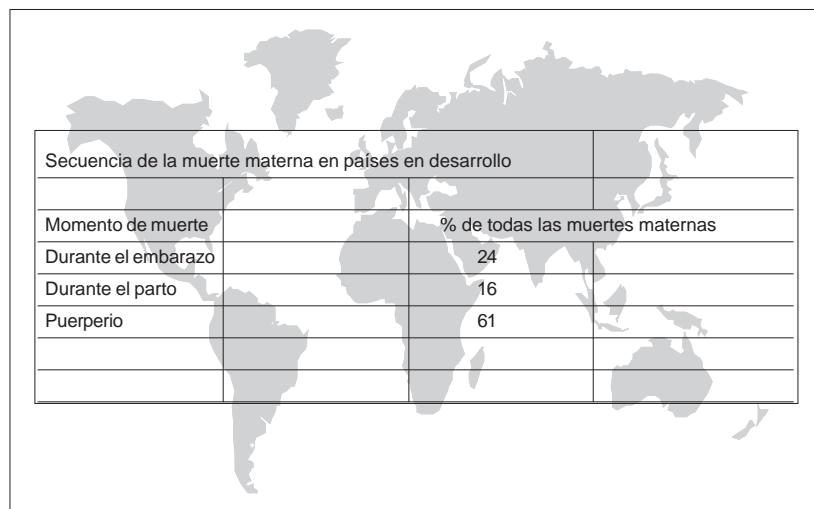 Secuencia de la muerte materna en países en desarrollo
Momento de muerte % de todas las muertes maternas
Durante el embarazo 24
Durante el parto 16
Puerperio 61